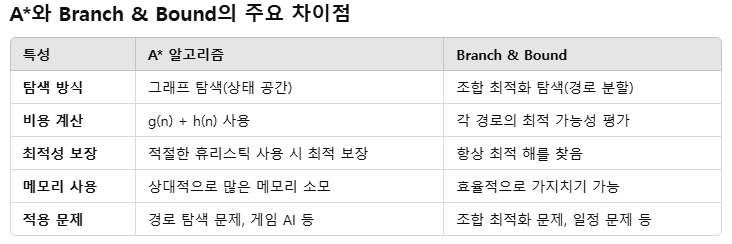 A*와 Branch & Bound의 주요 차이점
특성 A* 알고리즘 Branch & Bound
탐색 방식 그래프 탐색(상태 공간) 조합 최적화 탐색(경로 분할)
비용 계산 g(n) + h(n) 사용 각 경로의 최적 가능성 평가
최적성 보장 적절한 휴리스틱 사용 시 최적 보장 항상 최적 해를 찾음
메모리 사용 상대적으로 많은 메모리 소모 효율적으로 가지치기 가능
적용 문제 경로 탐색 문제, 게임 AI 등 조합 최적화 문제, 일정 문제 등